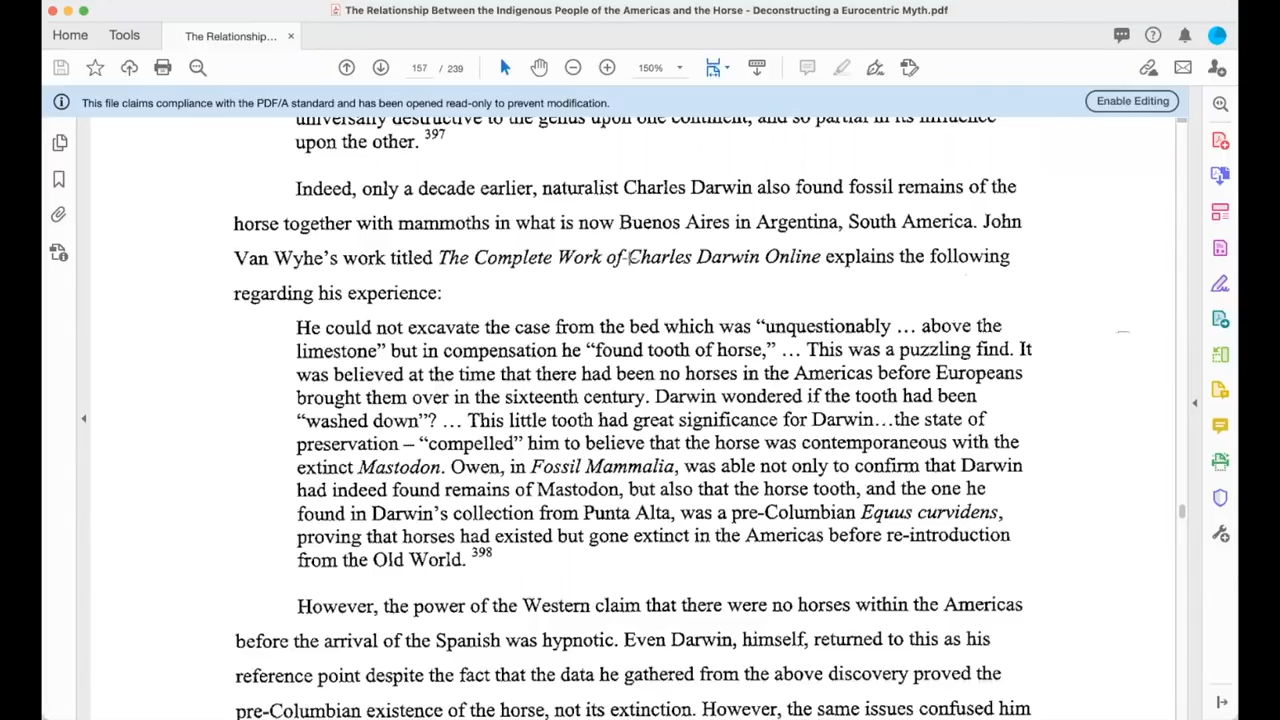 The Relationship Between the Indigenous People of the Americas and the Horse - Deconstructing a Eurocentric Myth.pdf
Home Tools The Relationship... ×
157 / 239 150%
This file claims compliance with the PDF/A standard and has been opened read-only to prevent modification. Enable Editing
universally destructive to the genus upon one continent, and so partial in its influence
upon the other. 397
Indeed, only a decade earlier, naturalist Charles Darwin also found fossil remains of the
horse together with mammoths in what is now Buenos Aires in Argentina, South America. John
Van Wyhe's work titled The Complete Work of Charles Darwin Online explains the following
regarding his experience:
He could not excavate the case from the bed which was “unquestionably … above the
limestone” but in compensation he “found tooth of horse,” … This was a puzzling find. It
was believed at the time that there had been no horses in the Americas before Europeans
brought them over in the sixteenth century. Darwin wondered if the tooth had been
“washed down”? … This little tooth had great significance for Darwin…the state of
preservation – “compelled” him to believe that the horse was contemporaneous with the
extinct Mastodon. Owen, in Fossil Mammalia, was able not only to confirm that Darwin
had indeed found remains of Mastodon, but also that the horse tooth, and the one he
found in Darwin's collection from Punta Alta, was a pre-Columbian Equus curvidens,
proving that horses had existed but gone extinct in the Americas before re-introduction
from the Old World. 398
However, the power of the Western claim that there were no horses within the Americas
before the arrival of the Spanish was hypnotic. Even Darwin, himself, returned to this as his
reference point despite the fact that the data he gathered from the above discovery proved the
pre-Columbian existence of the horse, not its extinction. However, the same issues confused him